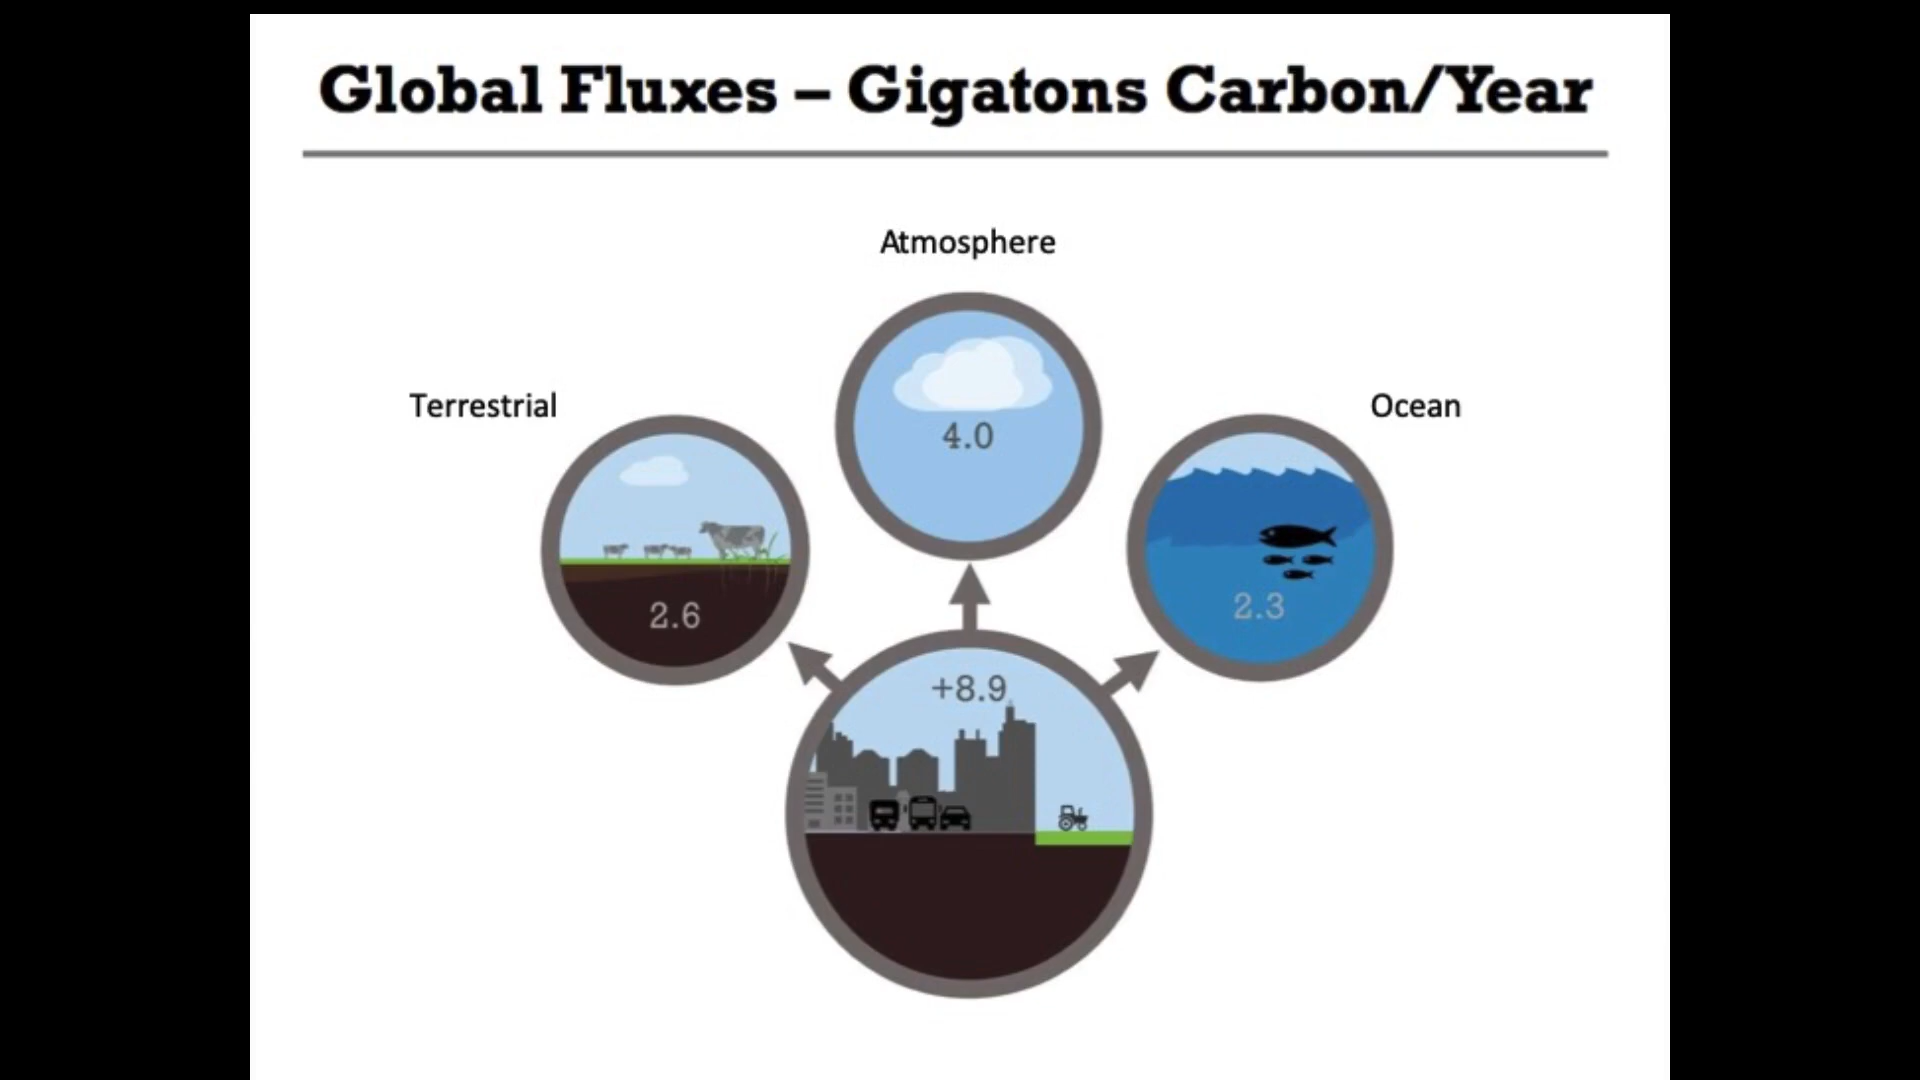 Global Fluxes – Gigatons Carbon/Year
Atmosphere
Terrestrial
Ocean
4.0
2.6
2.3
+8.9